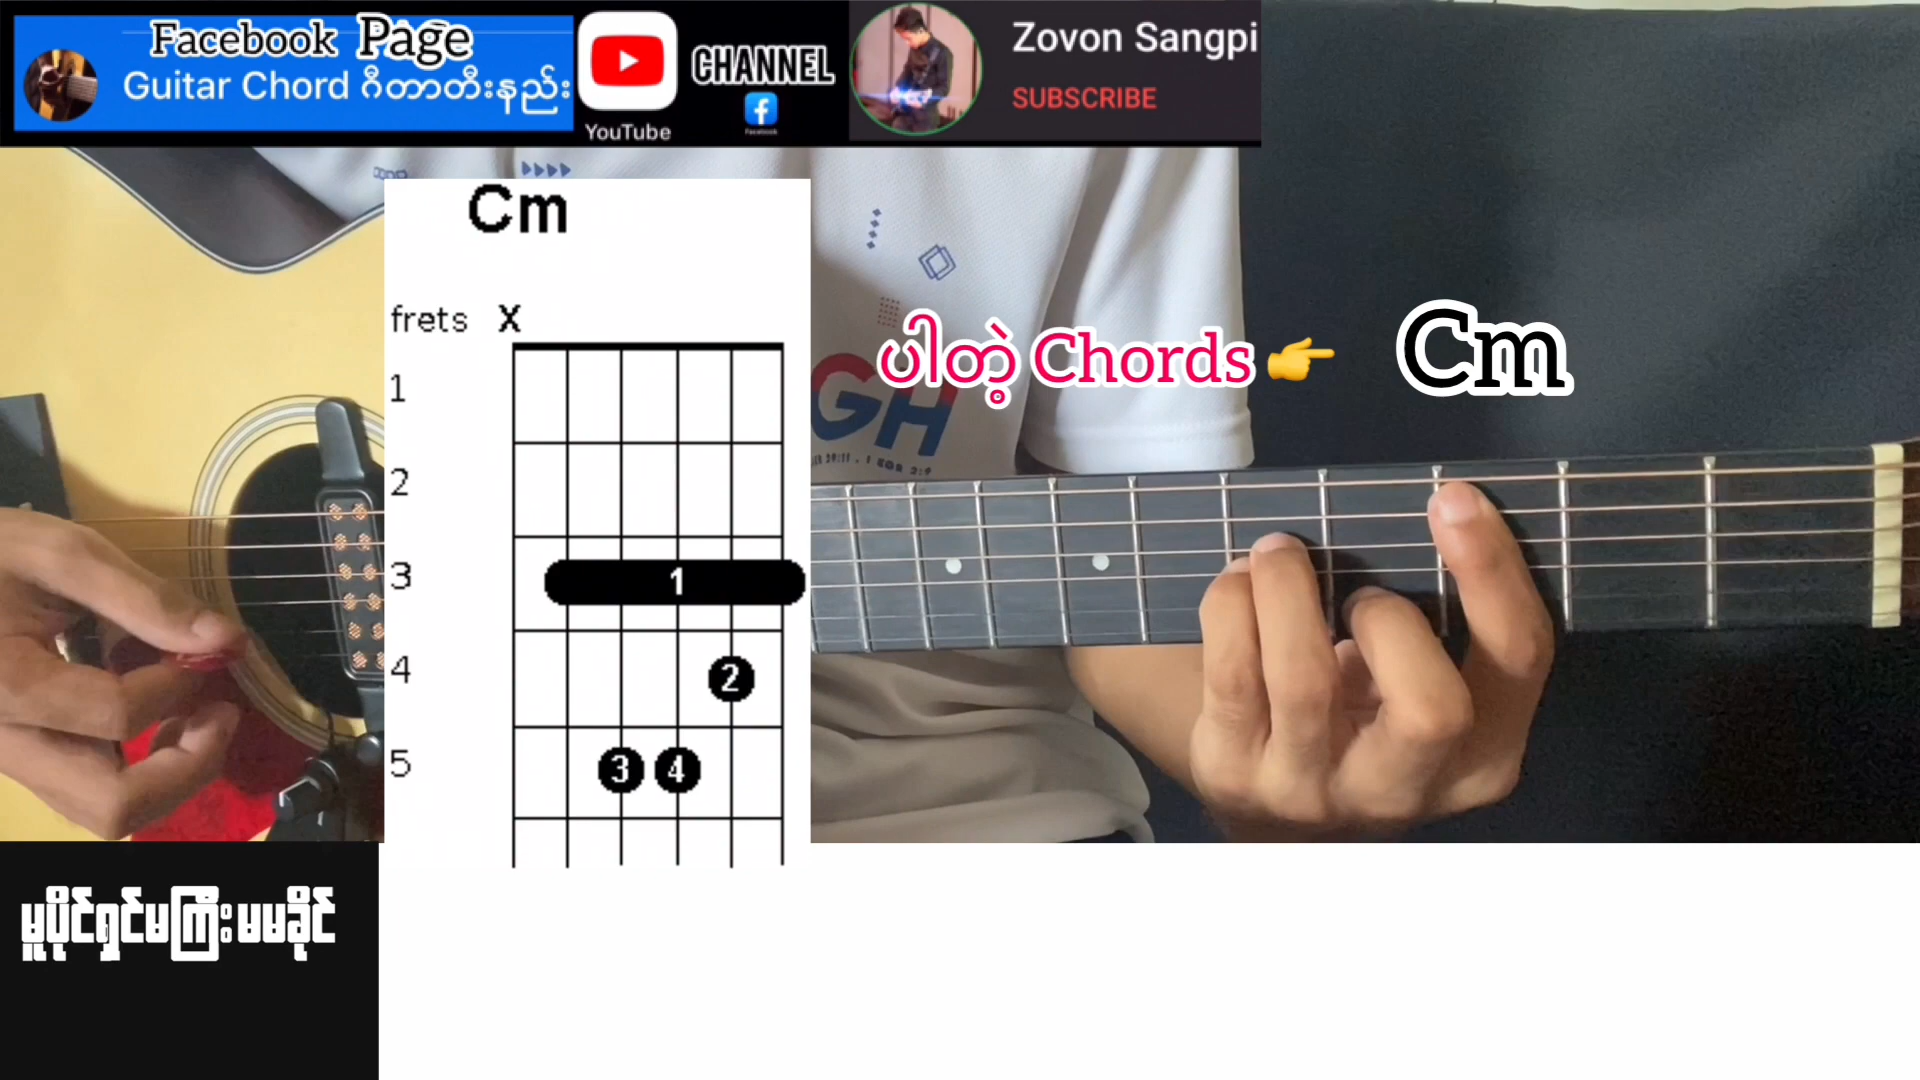 Facebook Page
Guitar Chord ဂီတာတီးနည်း
YouTube
CHANNEL
Facebook
Zovon Sangpi
SUBSCRIBE
Cm
frets X
1
2
3
4
5
1
2
3 4
ပါတဲ့ Chords 👉 Cm
GH
မူပိုင်ရှင်မကြီးမမခိုင်